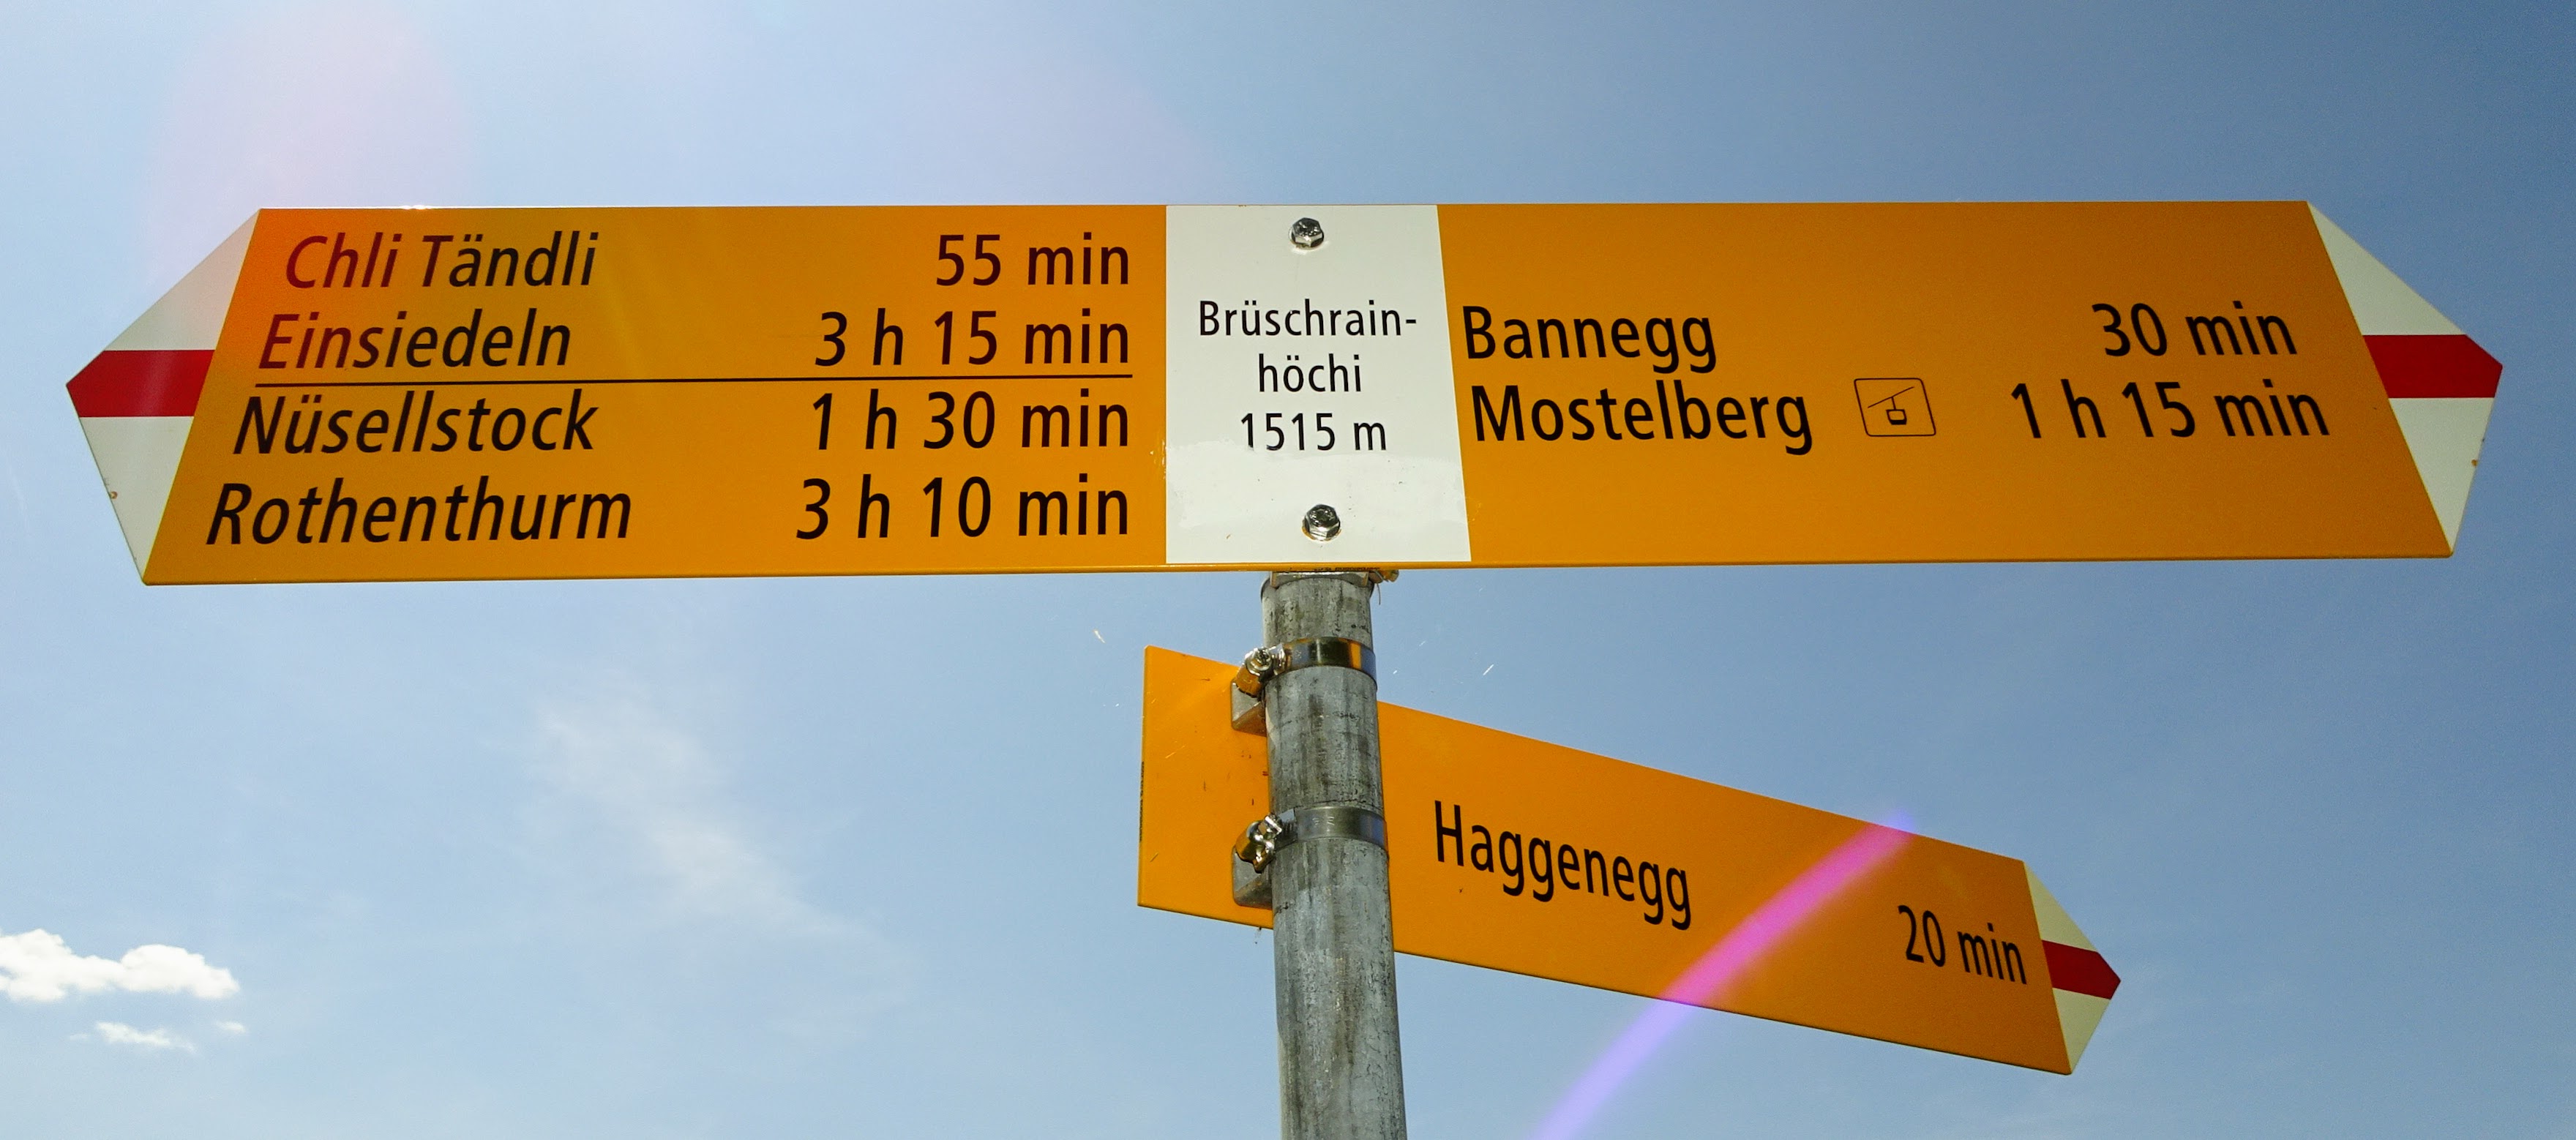 Chli Tändli 55 min
Einsiedeln 3 h 15 min
Nüsellstock 1 h 30 min
Rothenthurm 3 h 10 min
Brüschrain-
höchi
1515 m
Bannegg 30 min
Mostelberg 1 h 15 min
Haggenegg 20 min